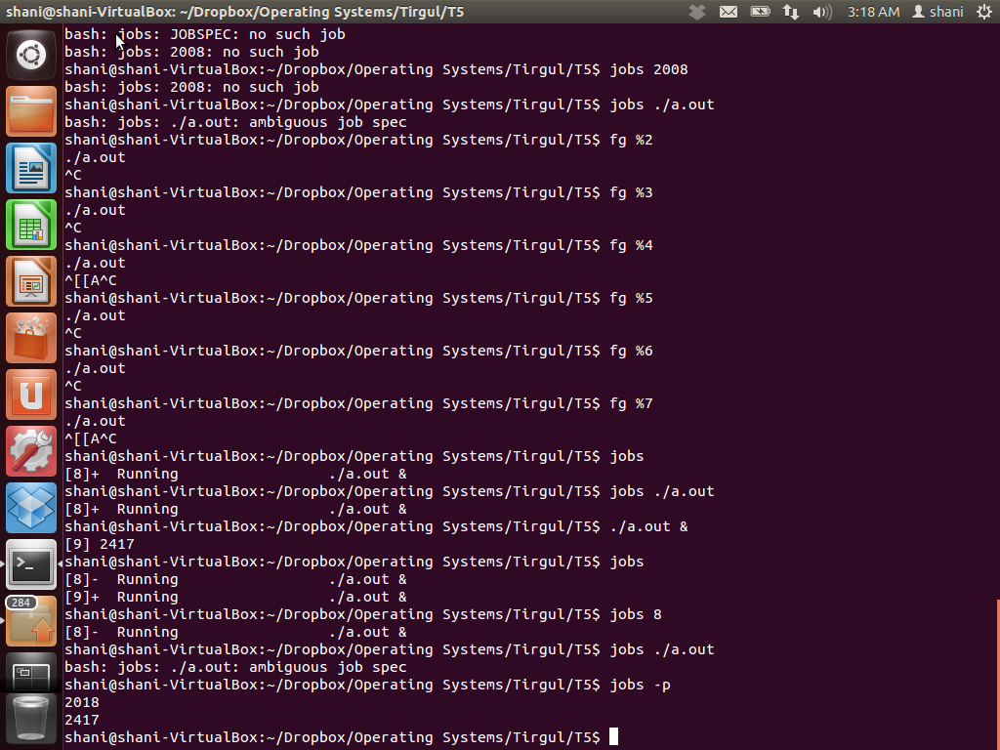 shani@shani-VirtualBox: ~/Dropbox/Operating Systems/Tirgul/T5 3:18 AM shani
bash: jobs: JOBSPEC: no such job
bash: jobs: 2008: no such job
shani@shani-VirtualBox:~/Dropbox/Operating Systems/Tirgul/T5$ jobs 2008
bash: jobs: 2008: no such job
shani@shani-VirtualBox:~/Dropbox/Operating Systems/Tirgul/T5$ jobs ./a.out
bash: jobs: ./a.out: ambiguous job spec
shani@shani-VirtualBox:~/Dropbox/Operating Systems/Tirgul/T5$ fg %2
./a.out
^C
shani@shani-VirtualBox:~/Dropbox/Operating Systems/Tirgul/T5$ fg %3
./a.out
^C
shani@shani-VirtualBox:~/Dropbox/Operating Systems/Tirgul/T5$ fg %4
./a.out
^[[A^C
shani@shani-VirtualBox:~/Dropbox/Operating Systems/Tirgul/T5$ fg %5
./a.out
^C
shani@shani-VirtualBox:~/Dropbox/Operating Systems/Tirgul/T5$ fg %6
./a.out
^C
shani@shani-VirtualBox:~/Dropbox/Operating Systems/Tirgul/T5$ fg %7
./a.out
^[[A^C
shani@shani-VirtualBox:~/Dropbox/Operating Systems/Tirgul/T5$ jobs
[8]+  Running                 ./a.out &
shani@shani-VirtualBox:~/Dropbox/Operating Systems/Tirgul/T5$ jobs ./a.out
[8]+  Running                 ./a.out &
shani@shani-VirtualBox:~/Dropbox/Operating Systems/Tirgul/T5$ ./a.out &
[9] 2417
shani@shani-VirtualBox:~/Dropbox/Operating Systems/Tirgul/T5$ jobs
[8]-  Running                 ./a.out &
[9]+  Running                 ./a.out &
shani@shani-VirtualBox:~/Dropbox/Operating Systems/Tirgul/T5$ jobs 8
[8]-  Running                 ./a.out &
shani@shani-VirtualBox:~/Dropbox/Operating Systems/Tirgul/T5$ jobs ./a.out
bash: jobs: ./a.out: ambiguous job spec
shani@shani-VirtualBox:~/Dropbox/Operating Systems/Tirgul/T5$ jobs -p
2018
2417
shani@shani-VirtualBox:~/Dropbox/Operating Systems/Tirgul/T5$
284